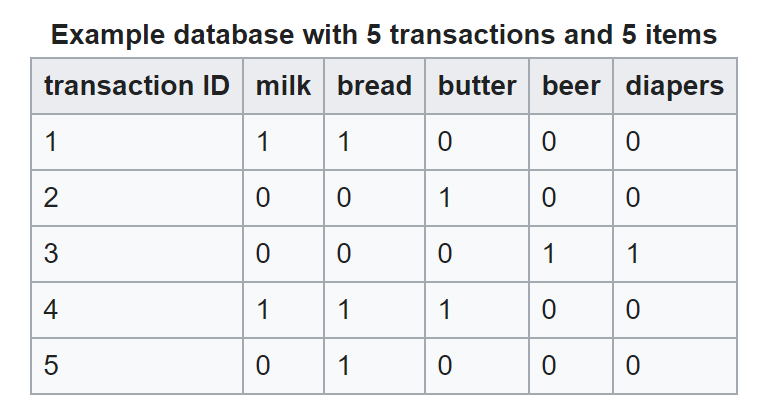 Example database with 5 transactions and 5 items
transaction ID milk bread butter beer diapers
1 1 1 0 0 0
2 0 0 1 0 0
3 0 0 0 1 1
4 1 1 1 0 0
5 0 1 0 0 0